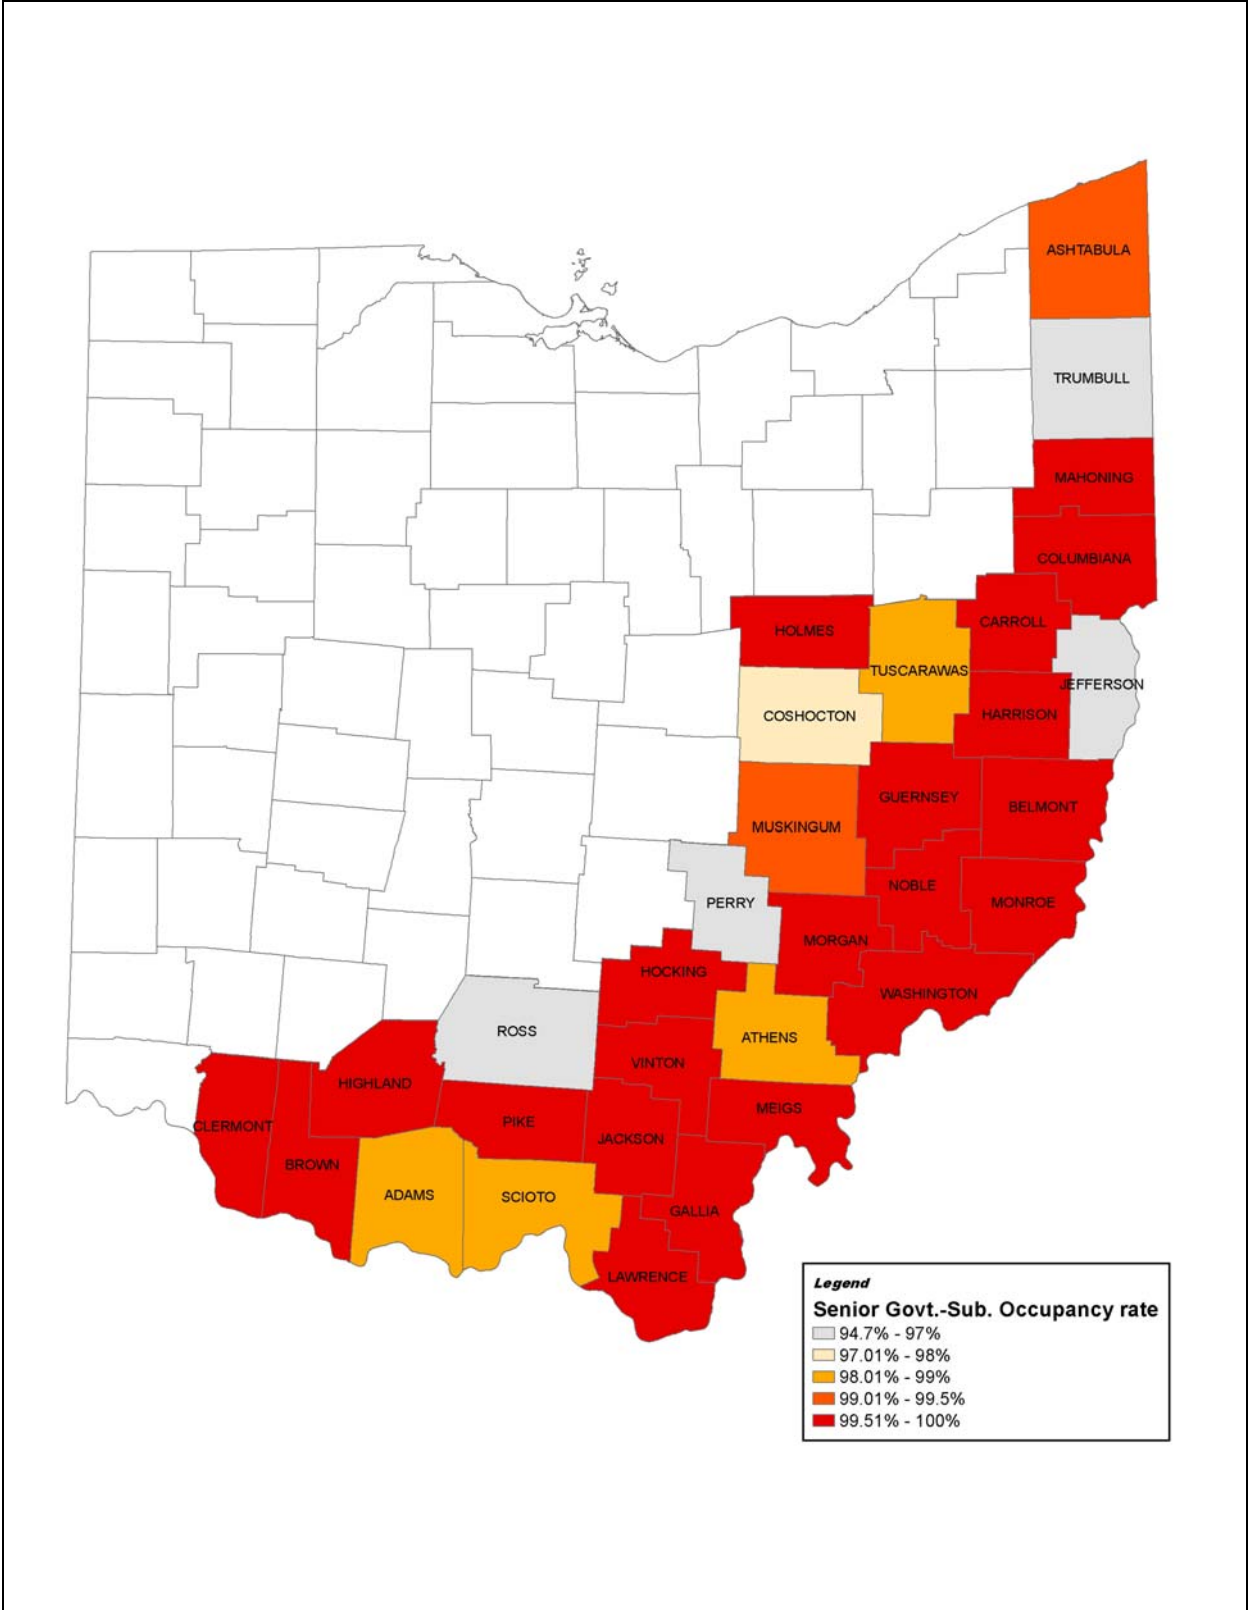 ASHTABULA
TRUMBULL
MAHONING
COLUMBIANA
CARROLL
HOLMES
TUSCARAWAS
JEFFERSON
COSHOCTON
HARRISON
GUERNSEY
BELMONT
MUSKINGUM
NOBLE
PERRY
MONROE
MORGAN
HOCKING
WASHINGTON
ROSS
ATHENS
VINTON
HIGHLAND
MEIGS
PIKE
CLERMONT
JACKSON
BROWN
ADAMS
SCIOTO
GALLIA
LAWRENCE
Legend
Senior Govt.-Sub. Occupancy rate
94.7% - 97%
97.01% - 98%
98.01% - 99%
99.01% - 99.5%
99.51% - 100%